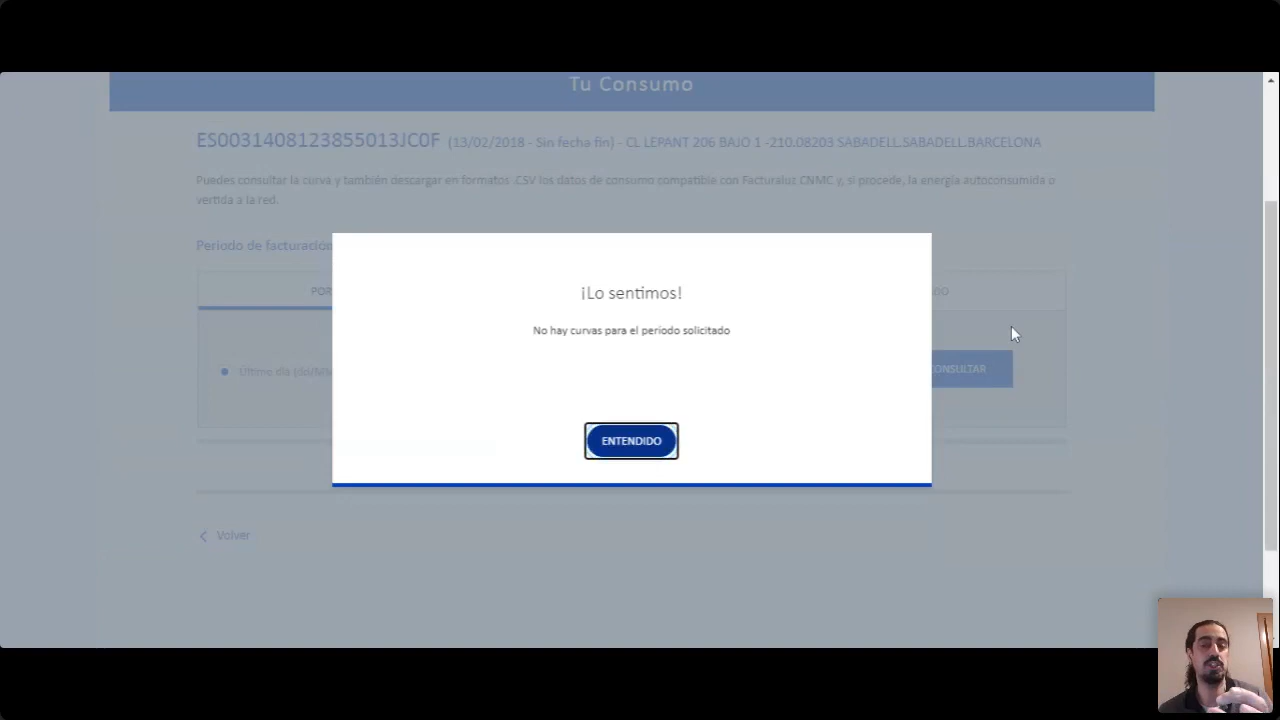 Tu Consumo
ES0031408123855013JC0F (13/02/2018 - Sin fecha fin) - CL LEPANT 206 BAJO 1 -210.08203 SABADELL.SABADELL.BARCELONA
Puedes consultar la curva y también descargar en formatos .CSV los datos de consumo compatible con Facturaluz CNMC y, si procede, la energía autoconsumida o
vertida a la red.
Periodo de facturación
POR
¡Lo sentimos!
No hay curvas para el periodo solicitado
Último día
CONSULTAR
ENTENDIDO
Volver